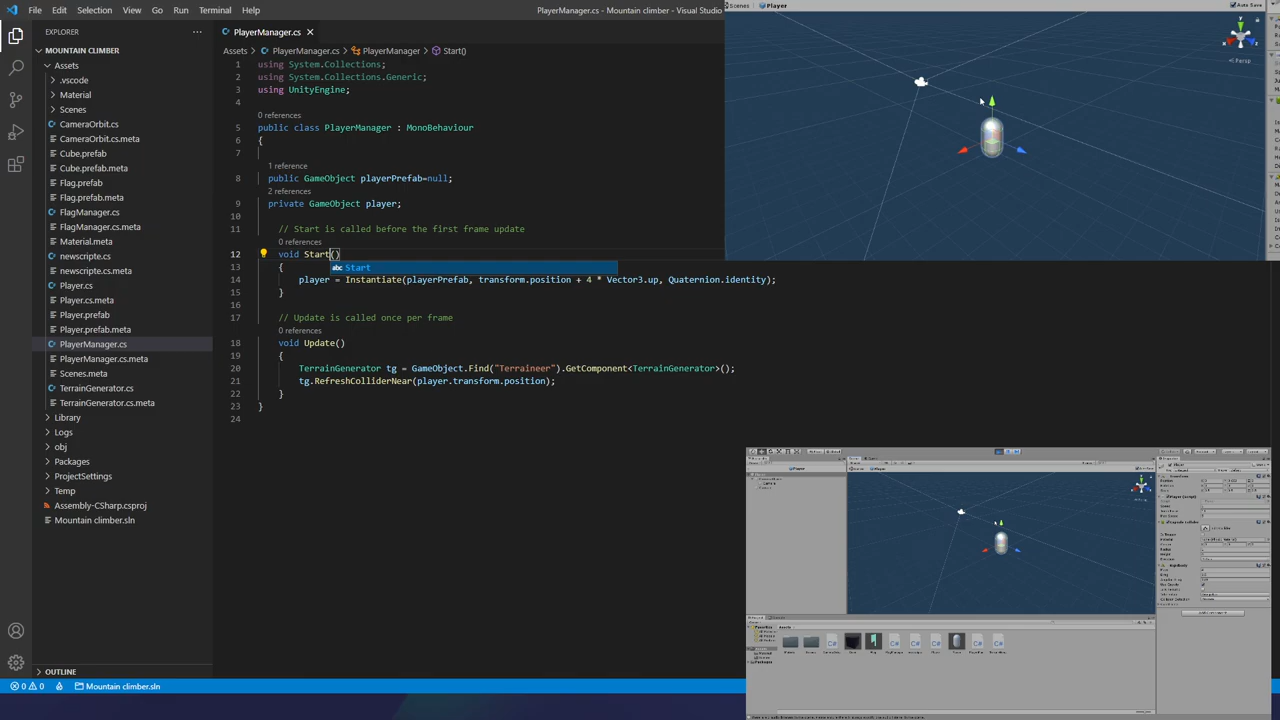 File Edit Selection View Go Run Terminal Help
PlayerManager.cs - Mountain climber - Visual Studio
EXPLORER
MOUNTAIN CLIMBER
Assets
.vscode
Material
Scenes
CameraOrbit.cs
CameraOrbit.cs.meta
Cube.prefab
Cube.prefab.meta
Flag.prefab
Flag.prefab.meta
FlagManager.cs
FlagManager.cs.meta
Material.meta
newscripte.cs
newscripte.cs.meta
Player.cs
Player.cs.meta
Player.prefab
Player.prefab.meta
PlayerManager.cs
PlayerManager.cs.meta
Scenes.meta
TerrainGenerator.cs
TerrainGenerator.cs.meta
Library
Logs
obj
Packages
ProjectSettings
Temp
Assembly-CSharp.csproj
Mountain climber.sln
OUTLINE
0 0 Mountain climber.sln
PlayerManager.cs
Assets > PlayerManager.cs > PlayerManager > Start()
1 using System.Collections;
2 using System.Collections.Generic;
3 using UnityEngine;
4
0 references
5 public class PlayerManager : MonoBehaviour
6 {
7
1 reference
8 public GameObject playerPrefab=null;
2 references
9 private GameObject player;
10
11 // Start is called before the first frame update
0 references
12 void Start()
abc Start
13 {
14 player = Instantiate(playerPrefab, transform.position + 4 * Vector3.up, Quaternion.identity);
15 }
16
17 // Update is called once per frame
0 references
18 void Update()
19 {
20 TerrainGenerator tg = GameObject.Find("Terraineer").GetComponent<TerrainGenerator>();
21 tg.RefreshColliderNear(player.transform.position);
22 }
23 }
24
Scenes Player
Auto Save
y
Persp